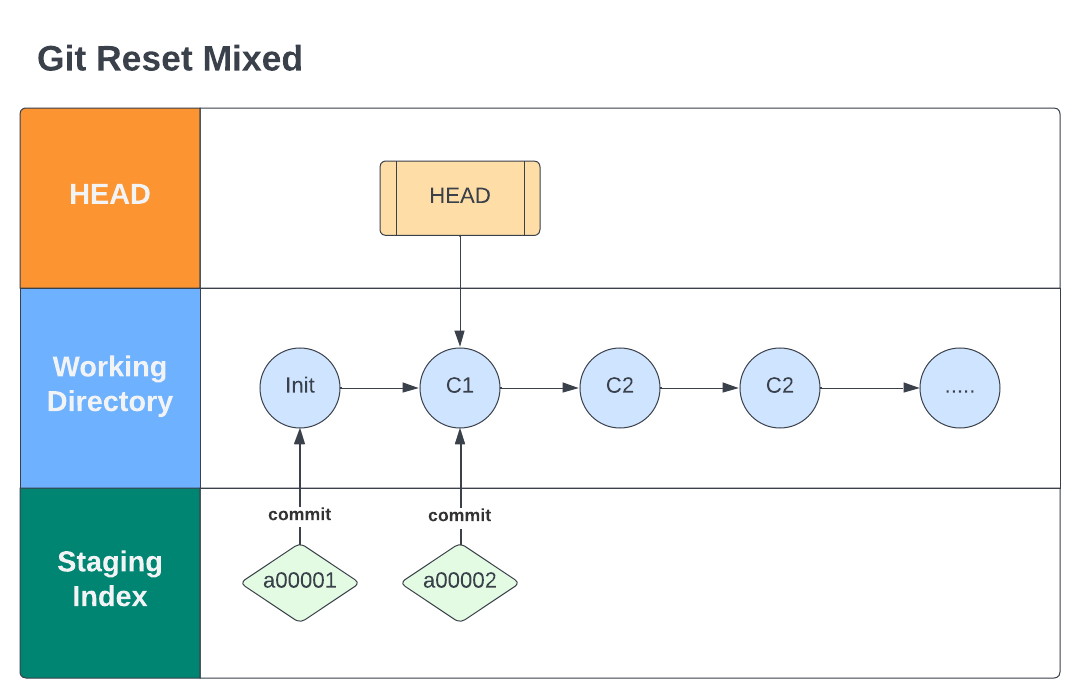 Git Reset Mixed
HEAD
HEAD
Working
Directory
Init
C1
C2
C2
.....
Staging
Index
commit
commit
a00001
a00002